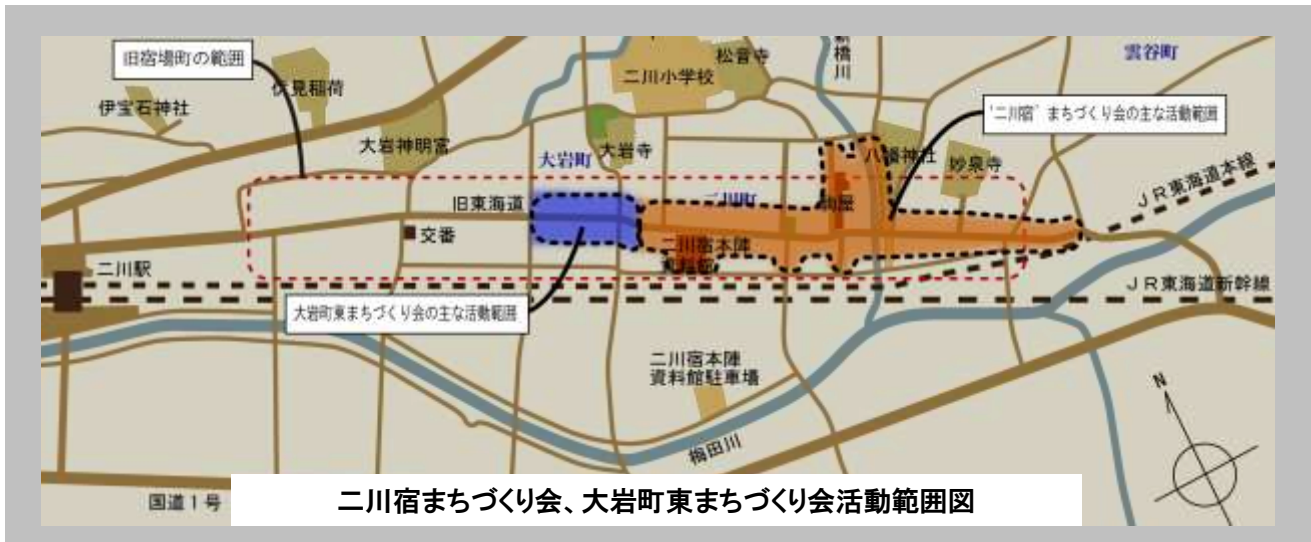 旧宿場町の範囲
伊宝石神社
伏見稲荷
大岩神明宮
二川小学校
松音寺
新橋川
雲谷町
'二川宿'まちづくり会の主な活動範囲
大岩町
大岩寺
八幡神社
妙泉寺
JR東海道本線
旧東海道
二川町
駒屋
交番
二川宿本陣
資料館
二川駅
JR東海道新幹線
大岩町東まちづくり会の主な活動範囲
二川宿本陣
資料館駐車場
梅田川
N
国道1号
二川宿まちづくり会、大岩町東まちづくり会活動範囲図